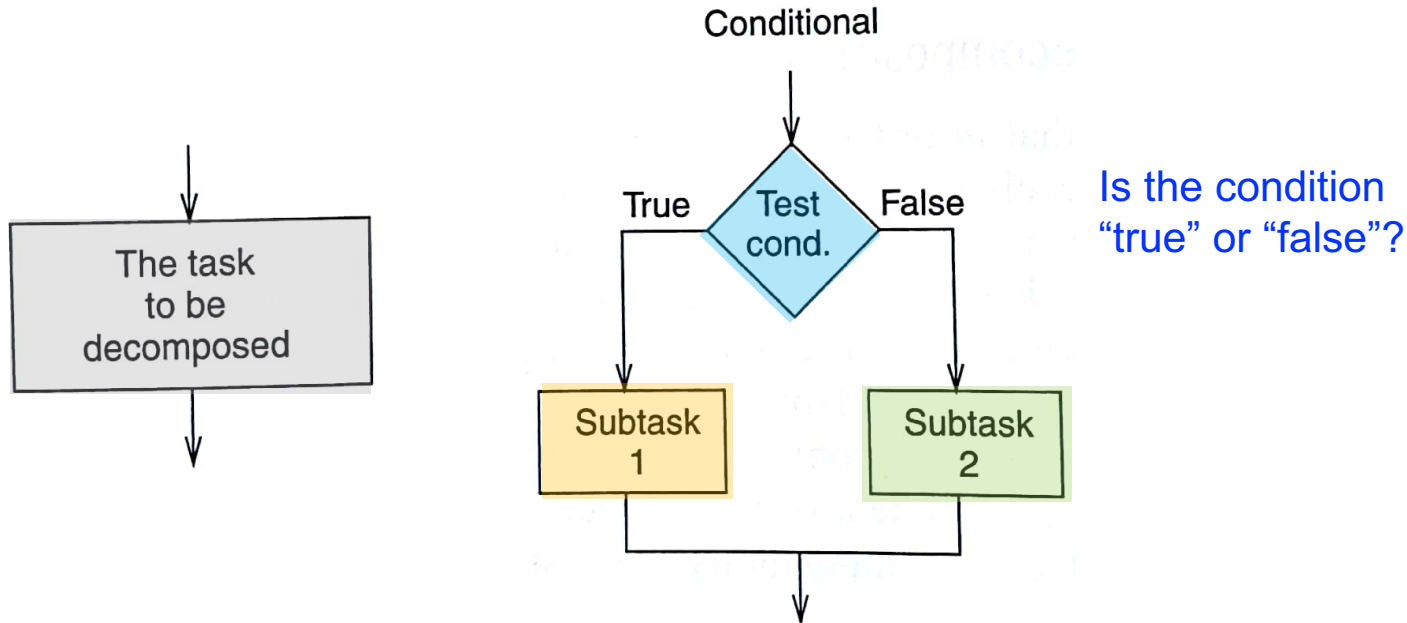 Conditional
The task
to be
decomposed
True
Test
cond.
False
Is the condition
“true” or “false”?
Subtask
1
Subtask
2